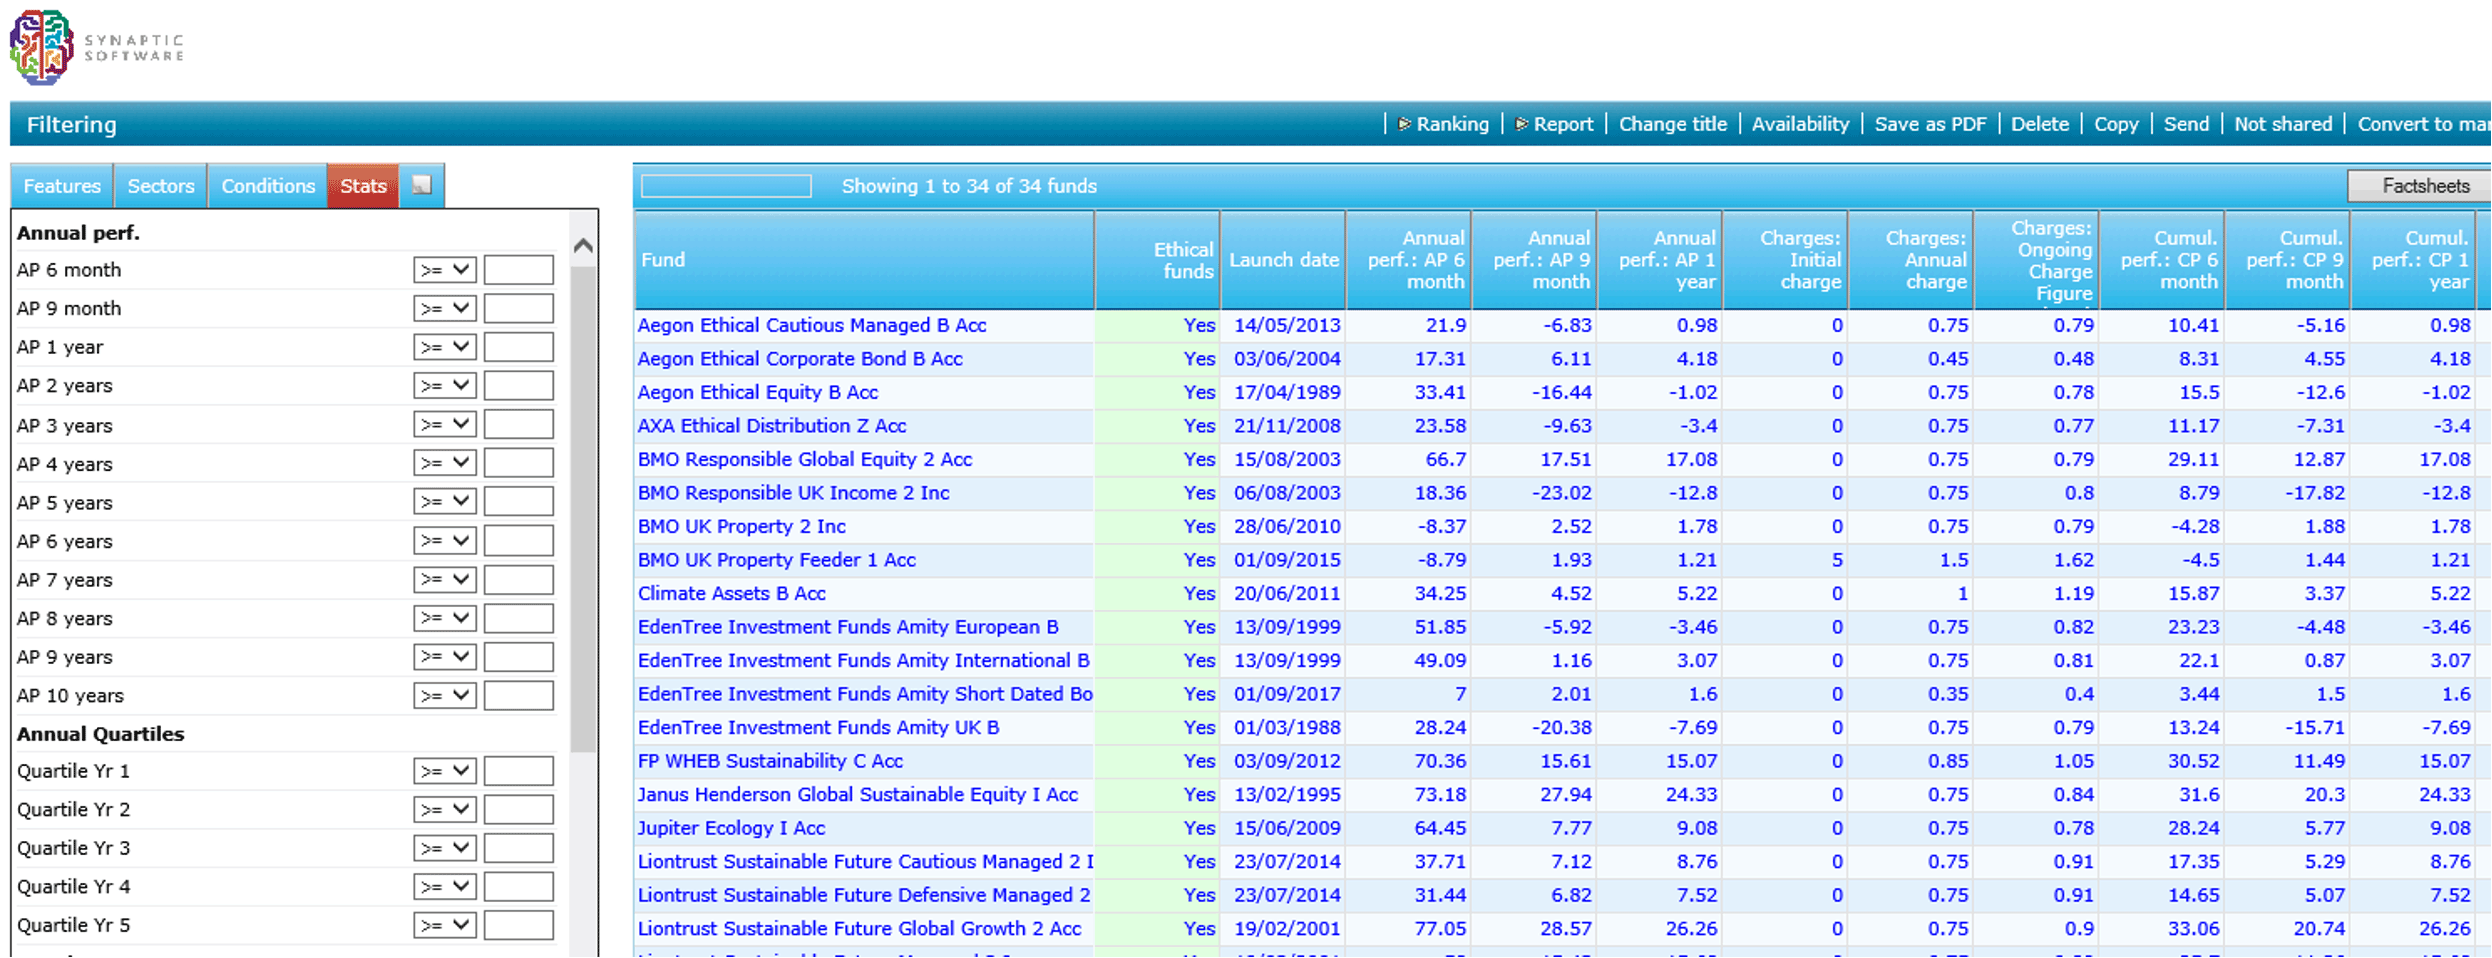 SYNAPTIC
SOFTWARE
Filtering
Ranking | Report | Change title | Availability | Save as PDF | Delete | Copy | Send | Not shared | Convert to
Features Sectors Conditions Stats
Showing 1 to 34 of 34 funds Factsheets
Annual perf.
AP 6 month >=
AP 9 month >=
AP 1 year >=
AP 2 years >=
AP 3 years >=
AP 4 years >=
AP 5 years >=
AP 6 years >=
AP 7 years >=
AP 8 years >=
AP 9 years >=
AP 10 years >=
Annual Quartiles
Quartile Yr 1 >=
Quartile Yr 2 >=
Quartile Yr 3 >=
Quartile Yr 4 >=
Quartile Yr 5 >=
Fund
Ethical
funds
Launch date
Annual
perf.: AP 6
month
Annual
perf.: AP 9
month
Annual
perf.: AP 1
year
Charges:
Initial
charge
Charges:
Annual
charge
Charges:
Ongoing
Charge
Figure
Cumul.
perf.: CP 6
month
Cumul.
perf.: CP 9
month
Cumul.
perf.: CP 1
year
Aegon Ethical Cautious Managed B Acc Yes 14/05/2013 21.9 -6.83 0.98 0 0.75 0.79 10.41 -5.16 0.98
Aegon Ethical Corporate Bond B Acc Yes 03/06/2004 17.31 6.11 4.18 0 0.45 0.48 8.31 4.55 4.18
Aegon Ethical Equity B Acc Yes 17/04/1989 33.41 -16.44 -1.02 0 0.75 0.78 15.5 -12.6 -1.02
AXA Ethical Distribution Z Acc Yes 21/11/2008 23.58 -9.63 -3.4 0 0.75 0.77 11.17 -7.31 -3.4
BMO Responsible Global Equity 2 Acc Yes 15/08/2003 66.7 17.51 17.08 0 0.75 0.79 29.11 12.87 17.08
BMO Responsible UK Income 2 Inc Yes 06/08/2003 18.36 -23.02 -12.8 0 0.75 0.8 8.79 -17.82 -12.8
BMO UK Property 2 Inc Yes 28/06/2010 -8.37 2.52 1.78 0 0.75 0.79 -4.28 1.88 1.78
BMO UK Property Feeder 1 Acc Yes 01/09/2015 -8.79 1.93 1.21 5 1.5 1.62 -4.5 1.44 1.21
Climate Assets B Acc Yes 20/06/2011 34.25 4.52 5.22 0 1 1.19 15.87 3.37 5.22
EdenTree Investment Funds Amity European B Yes 13/09/1999 51.85 -5.92 -3.46 0 0.75 0.82 23.23 -4.48 -3.46
EdenTree Investment Funds Amity International B Yes 13/09/1999 49.09 1.16 3.07 0 0.75 0.81 22.1 0.87 3.07
EdenTree Investment Funds Amity Short Dated Bo Yes 01/09/2017 7 2.01 1.6 0 0.35 0.4 3.44 1.5 1.6
EdenTree Investment Funds Amity UK B Yes 01/03/1988 28.24 -20.38 -7.69 0 0.75 0.79 13.24 -15.71 -7.69
FP WHEB Sustainability C Acc Yes 03/09/2012 70.36 15.61 15.07 0 0.85 1.05 30.52 11.49 15.07
Janus Henderson Global Sustainable Equity I Acc Yes 13/02/1995 73.18 27.94 24.33 0 0.75 0.84 31.6 20.3 24.33
Jupiter Ecology I Acc Yes 15/06/2009 64.45 7.77 9.08 0 0.75 0.78 28.24 5.77 9.08
Liontrust Sustainable Future Cautious Managed 2 I Yes 23/07/2014 37.71 7.12 8.76 0 0.75 0.91 17.35 5.29 8.76
Liontrust Sustainable Future Defensive Managed 2 Yes 23/07/2014 31.44 6.82 7.52 0 0.75 0.91 14.65 5.07 7.52
Liontrust Sustainable Future Global Growth 2 Acc Yes 19/02/2001 77.05 28.57 26.26 0 0.75 0.9 33.06 20.74 26.26